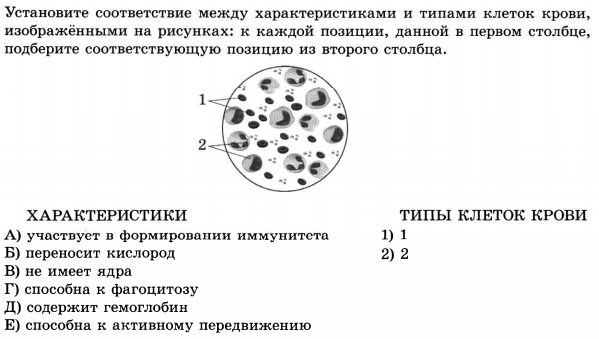 Установите соответствие между характеристиками и типами клеток крови,
изображёнными на рисунках: к каждой позиции, данной в первом столбце,
подберите соответствующую позицию из второго столбца.
1
2
ХАРАКТЕРИСТИКИ
А) участвует в формировании иммунитета
Б) переносит кислород
В) не имеет ядра
Г) способна к фагоцитозу
Д) содержит гемоглобин
Е) способна к активному передвижению
ТИПЫ КЛЕТОК КРОВИ
1) 1
2) 2